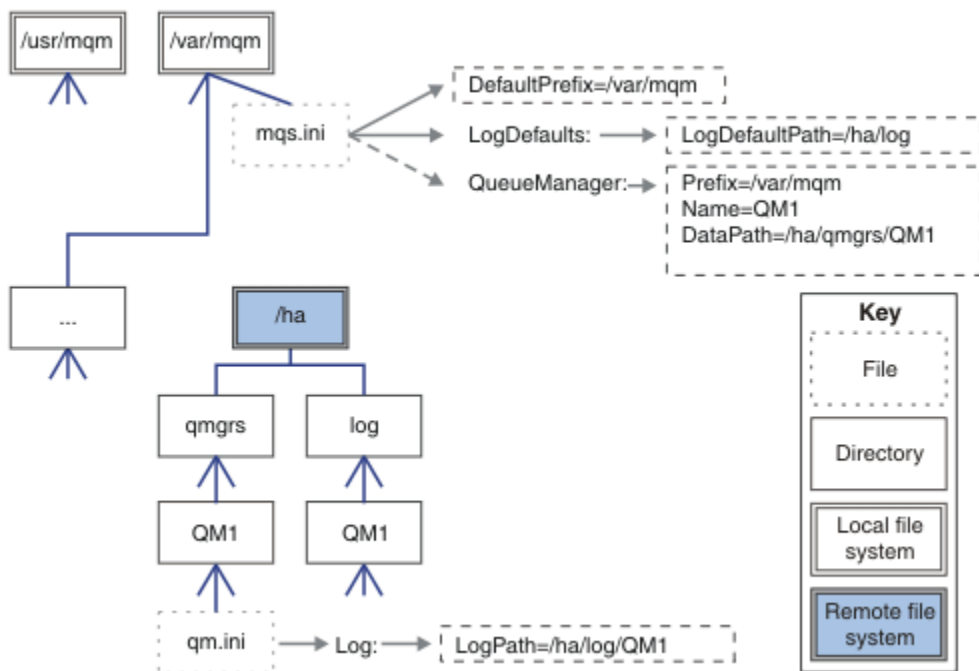 /usr/mqm
/var/mqm
DefaultPrefix=/var/mqm
mqs.ini
LogDefaults:
LogDefaultPath=/ha/log
QueueManager:
Prefix=/var/mqm
Name=QM1
DataPath=/ha/qmgrs/QM1
...
/ha
Key
File
qmgrs
log
Directory
QM1
QM1
Local file
system
qm.ini
Log:
LogPath=/ha/log/QM1
Remote file
system